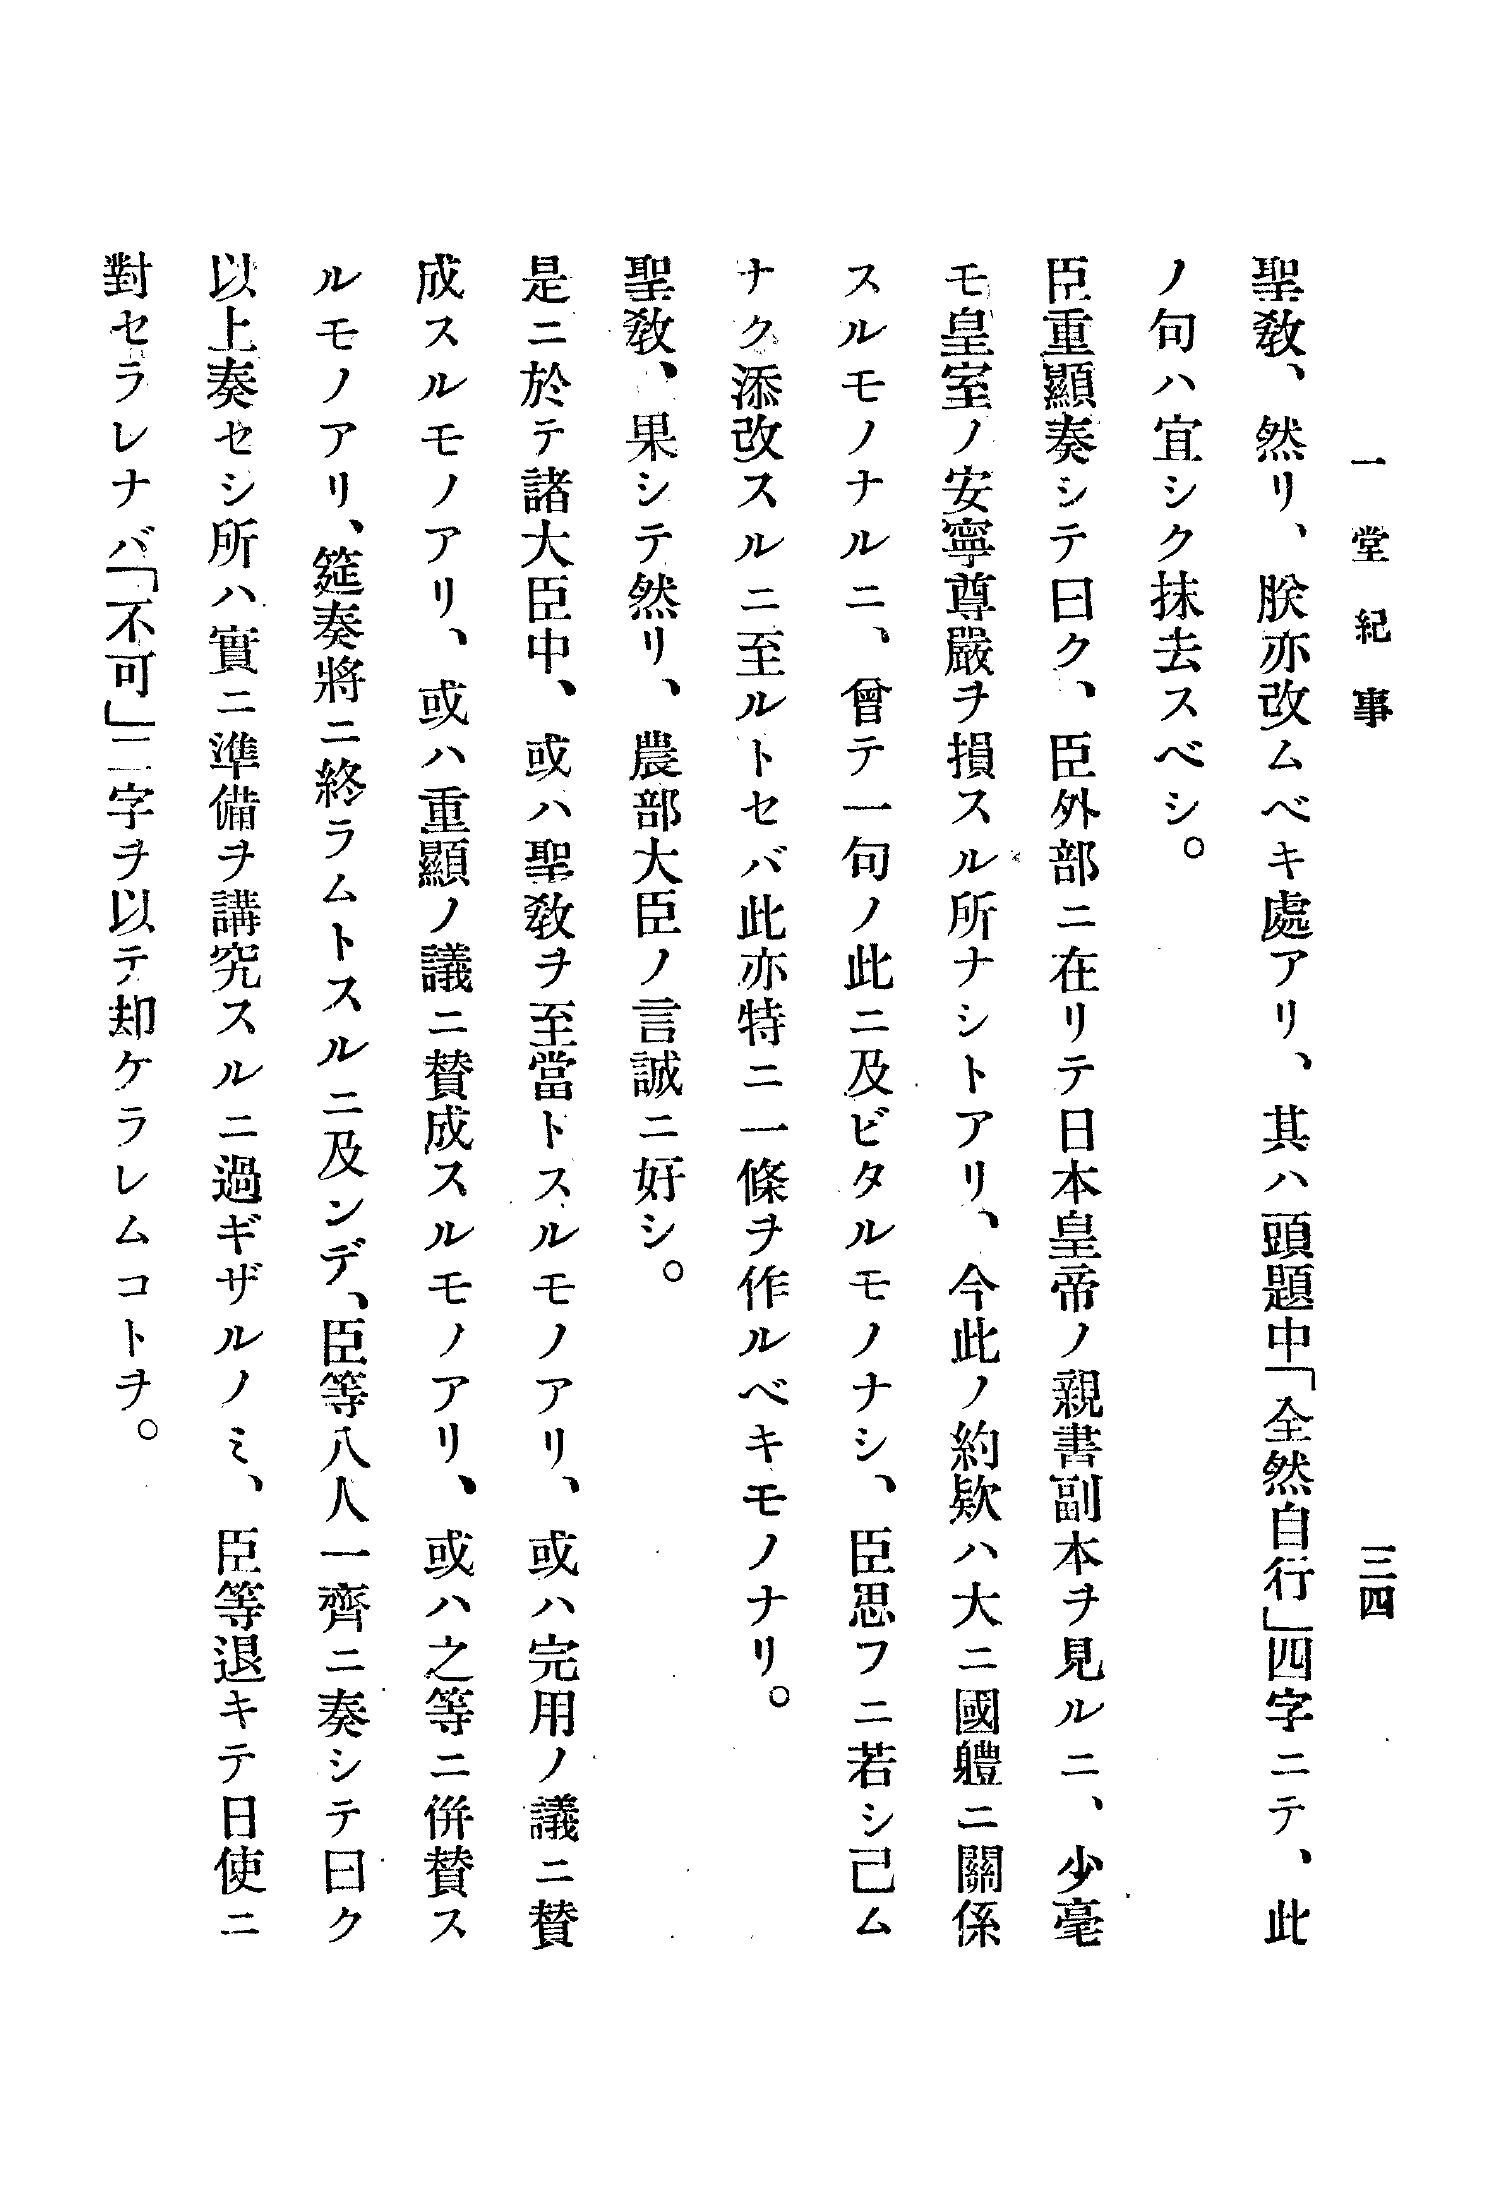 一堂紀事
三四
聖敎、然リ、朕亦改ムベキ處アリ、其ハ頭題中「全然自行」四字ニテ、此
ノ句ハ宜シク抹去スベシ。
臣重顯奏シテ曰ク、臣外部ニ在リテ日本皇帝ノ親書副本ヲ見ルニ、少毫
モ皇室ノ安寧尊嚴ヲ損スル所ナシトアリ、今此ノ約欵ハ大ニ國軆ニ關係
スルモノナルニ、曾テ一句ノ此ニ及ビタルモノナシ、臣思フニ若シ己ム
ナク添改スルニ至ルトセバ此亦特ニ一條ヲ作ルベキモノナリ。
聖敎、果シテ然リ、農部大臣ノ言誠ニ好シ。
是ニ於テ諸大臣中、或ハ聖敎ヲ至當トスルモノアリ、或ハ完用ノ議ニ賛
成スルモノアリ、或ハ重顯ノ議ニ賛成スルモノアリ、或ハ之等ニ併賛ス
ルモノアリ、筵奏將ニ終ラムトスルニ及ンデ、臣等八人一齊ニ奏シテ曰ク
以上奏セシ所ハ實ニ準備ヲ講究スルニ過ギザルノミ、臣等退キテ日使ニ
對セラレナバ「不可」二字ヲ以テ却ケラレムコトヲ。